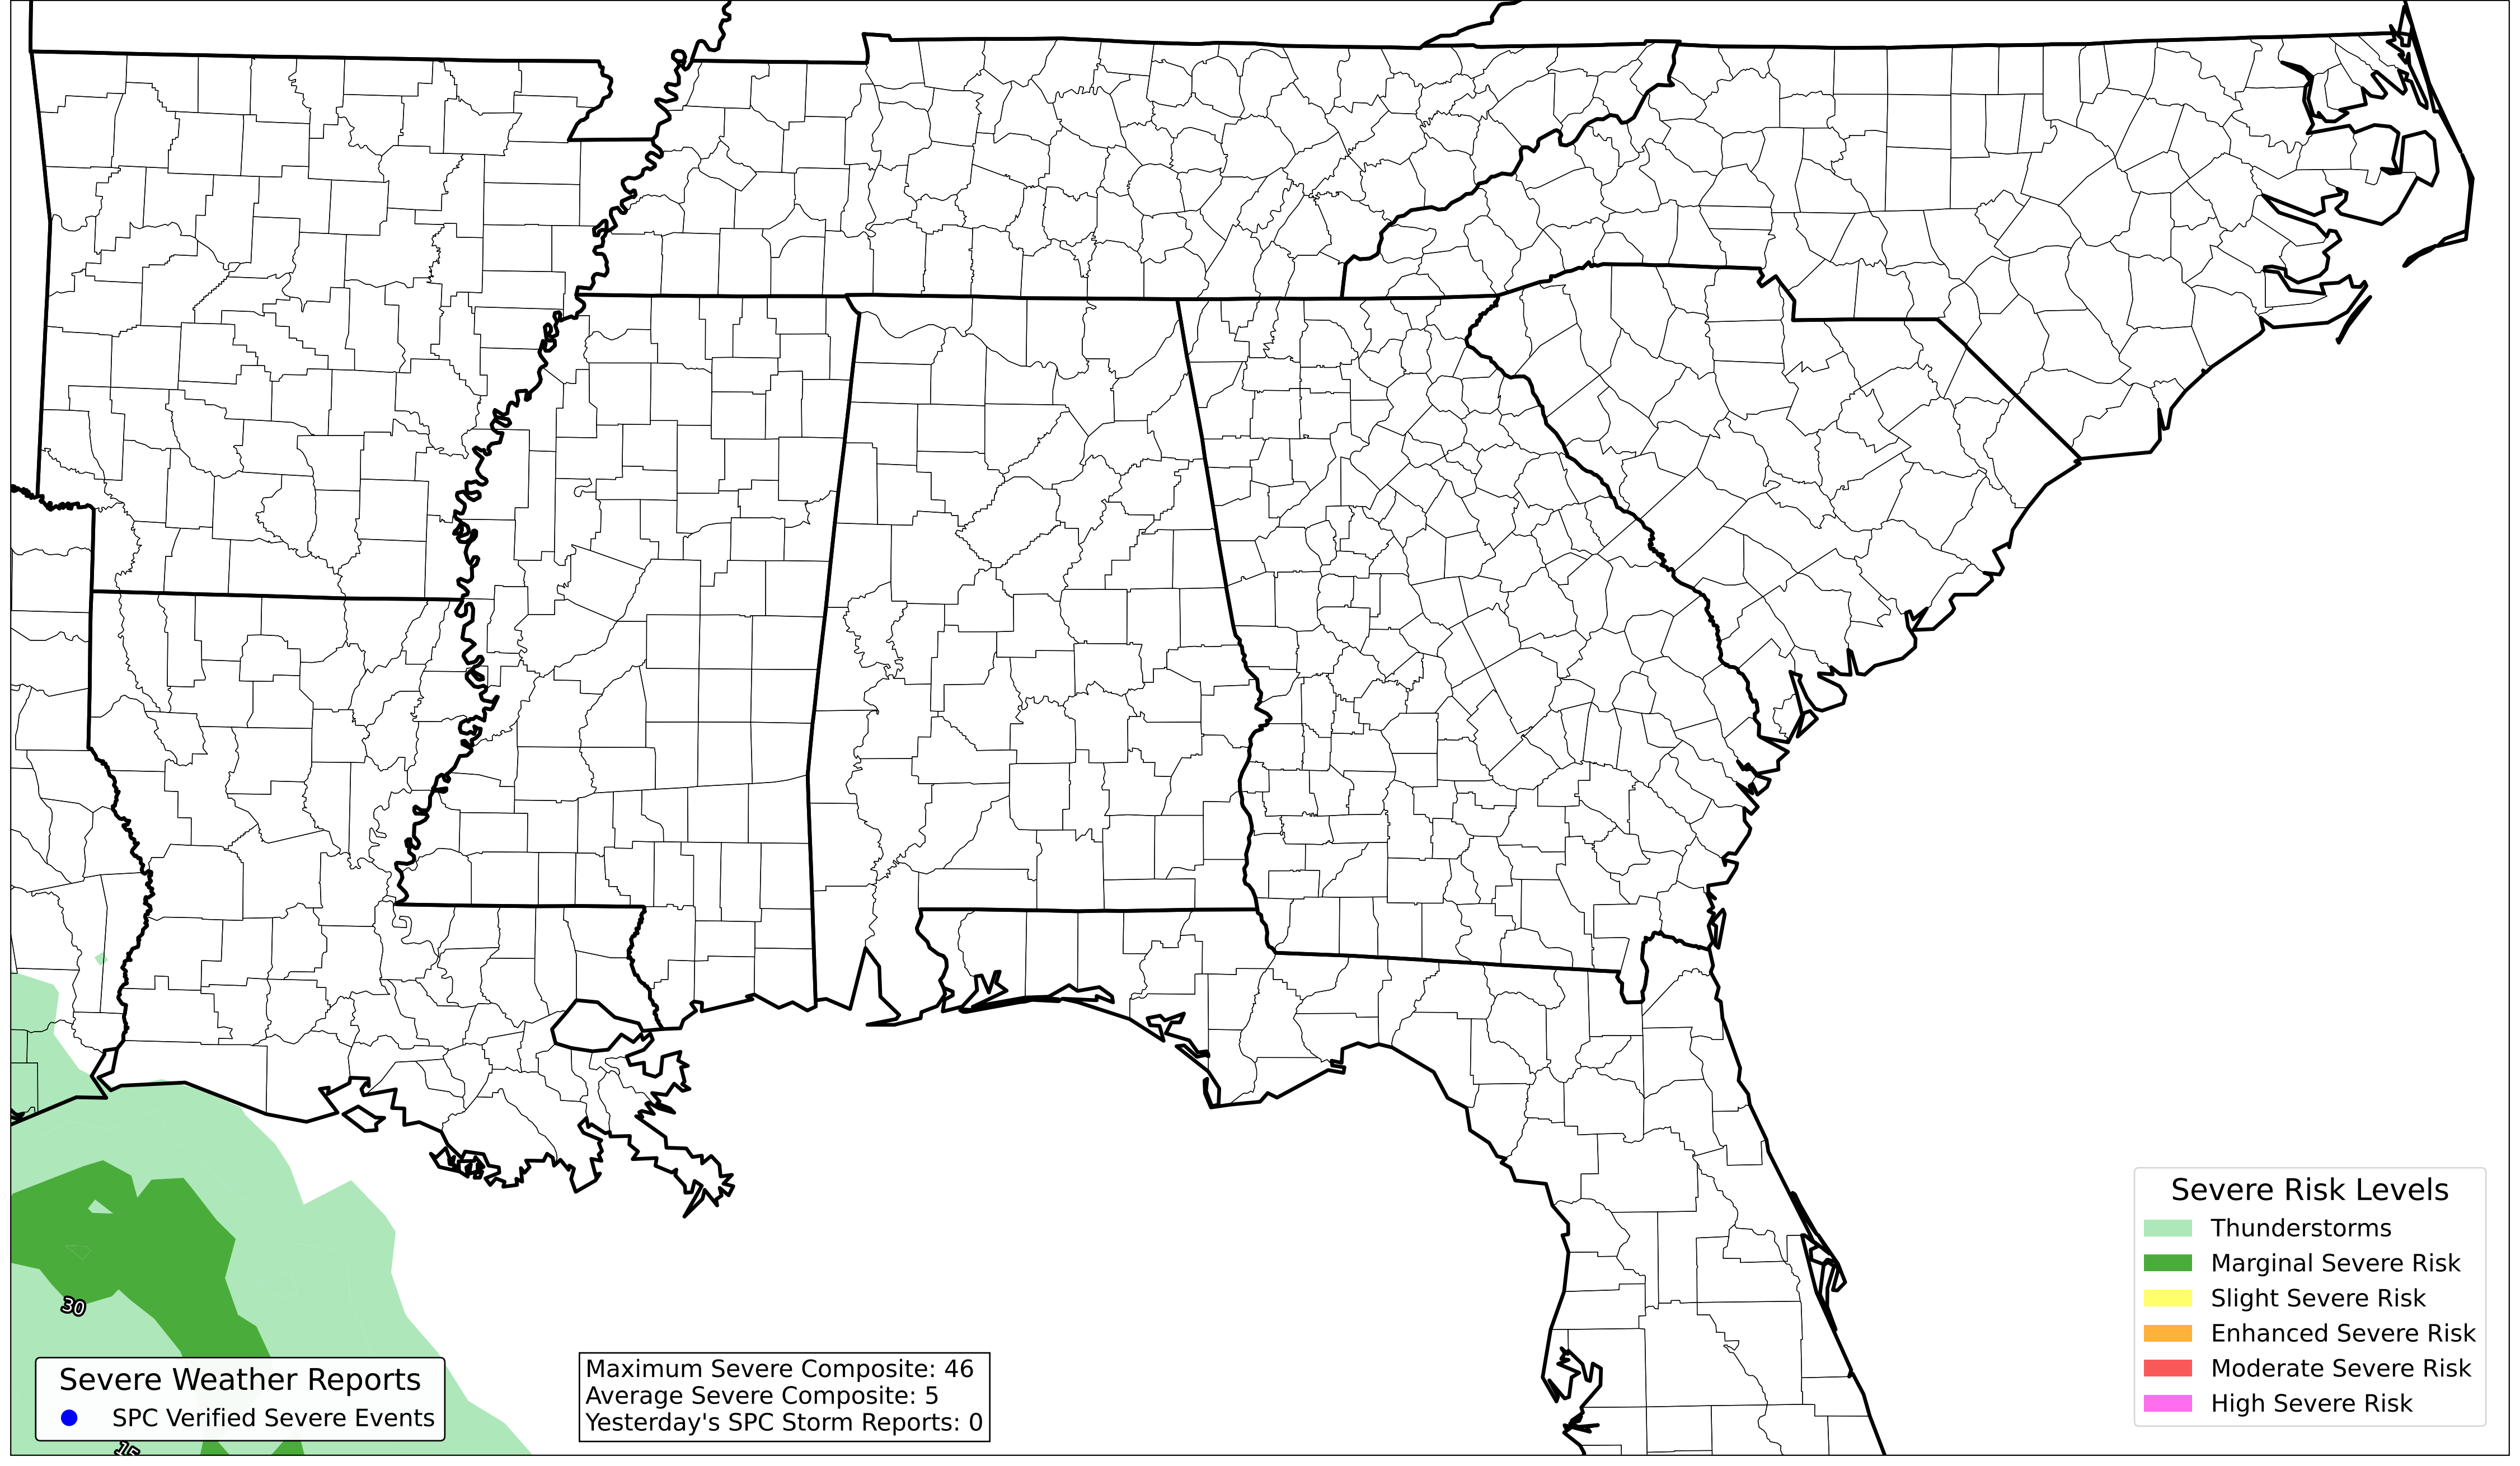 30
15
Severe Weather Reports
SPC Verified Severe Events
Maximum Severe Composite: 46
Average Severe Composite: 5
Yesterday's SPC Storm Reports: 0
Severe Risk Levels
Thunderstorms
Marginal Severe Risk
Slight Severe Risk
Enhanced Severe Risk
Moderate Severe Risk
High Severe Risk